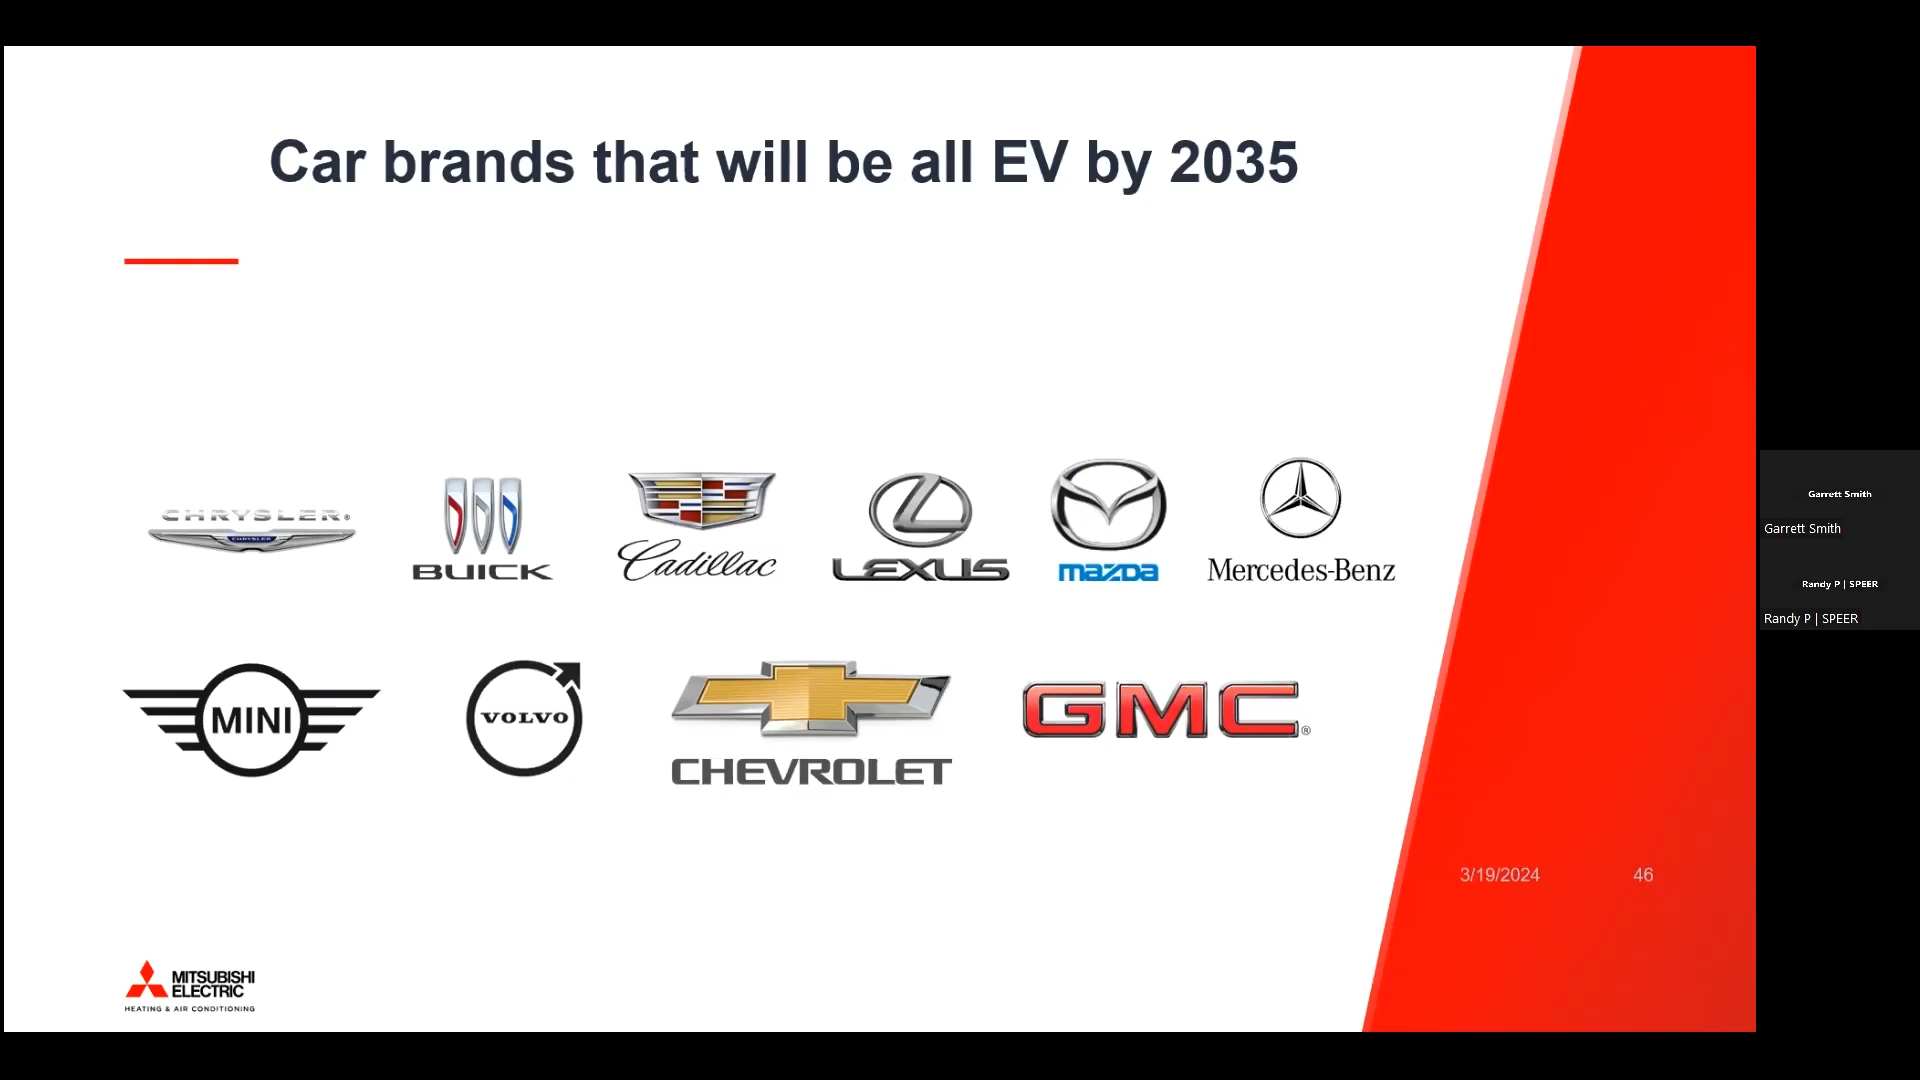 Car brands that will be all EV by 2035
CHRYSLER®
CHRYSLER
BUICK
Cadillac
LEXUS
mazda
Mercedes-Benz
MINI
VOLVO
CHEVROLET
GMC®
3/19/2024
46
MITSUBISHI
ELECTRIC
HEATING & AIR CONDITIONING
Garrett Smith
Garrett Smith
Randy P | SPEER
Randy P | SPEER